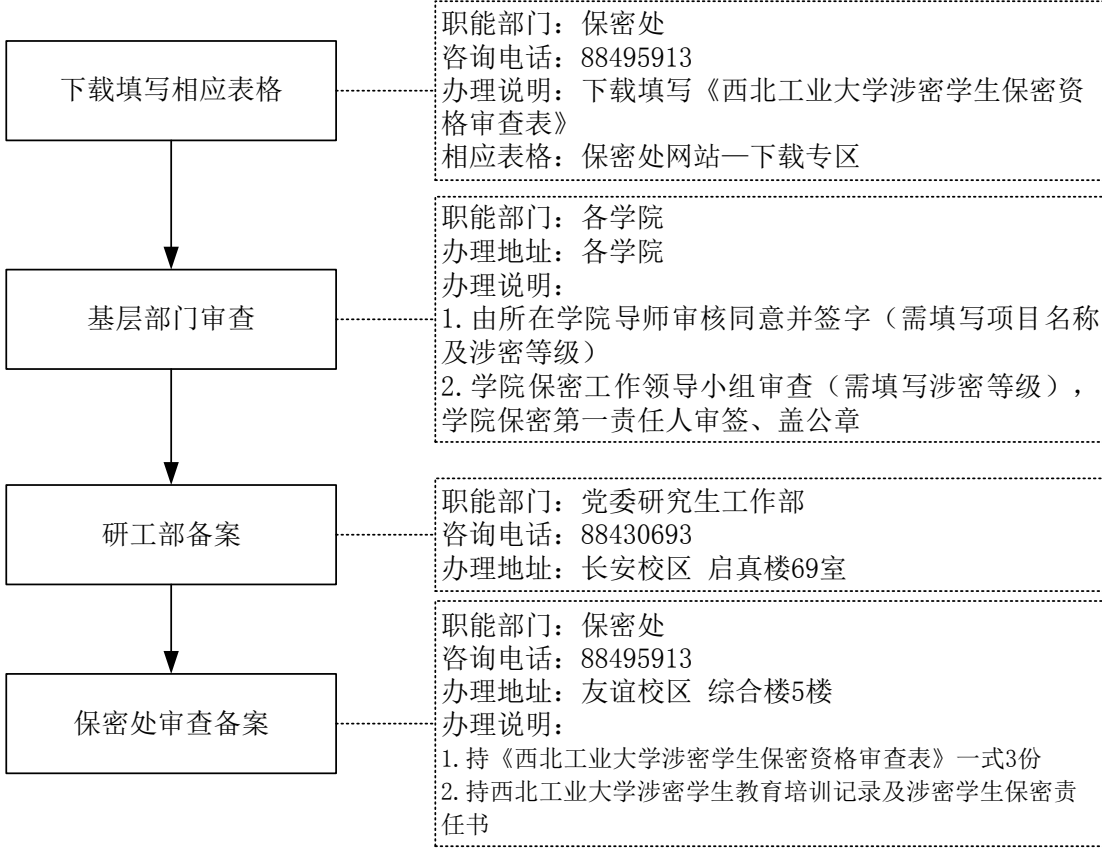 下载填写相应表格
职能部门：保密处
咨询电话：88495913
办理说明：下载填写《西北工业大学涉密学生保密资
格审查表》
相应表格：保密处网站—下载专区
基层部门审查
职能部门：各学院
办理地址：各学院
办理说明：
1.由所在学院导师审核同意并签字（需填写项目名称
及涉密等级）
2.学院保密工作领导小组审查（需填写涉密等级），
学院保密第一责任人审签、盖公章
研工部备案
职能部门：党委研究生工作部
咨询电话：88430693
办理地址：长安校区 启真楼69室
保密处审查备案
职能部门：保密处
咨询电话：88495913
办理地址：友谊校区 综合楼5楼
办理说明：
1.持《西北工业大学涉密学生保密资格审查表》一式3份
2.持西北工业大学涉密学生教育培训记录及涉密学生保密责
任书